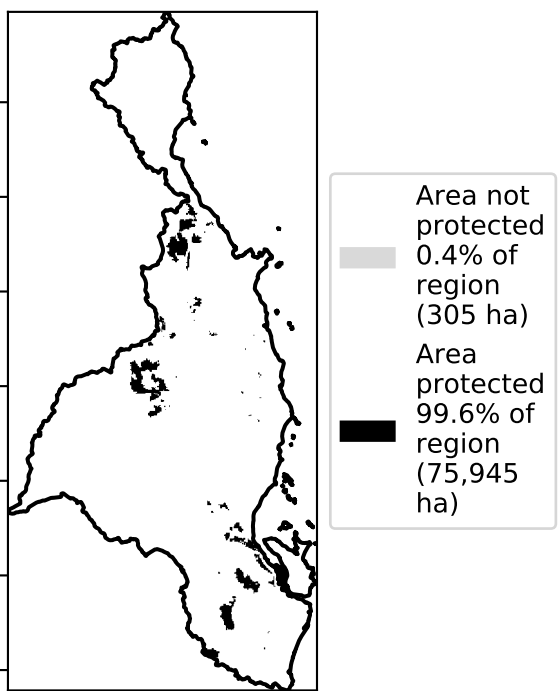 Area not
protected
0.4% of
region
(305 ha)
Area
protected
99.6% of
region
(75,945
ha)